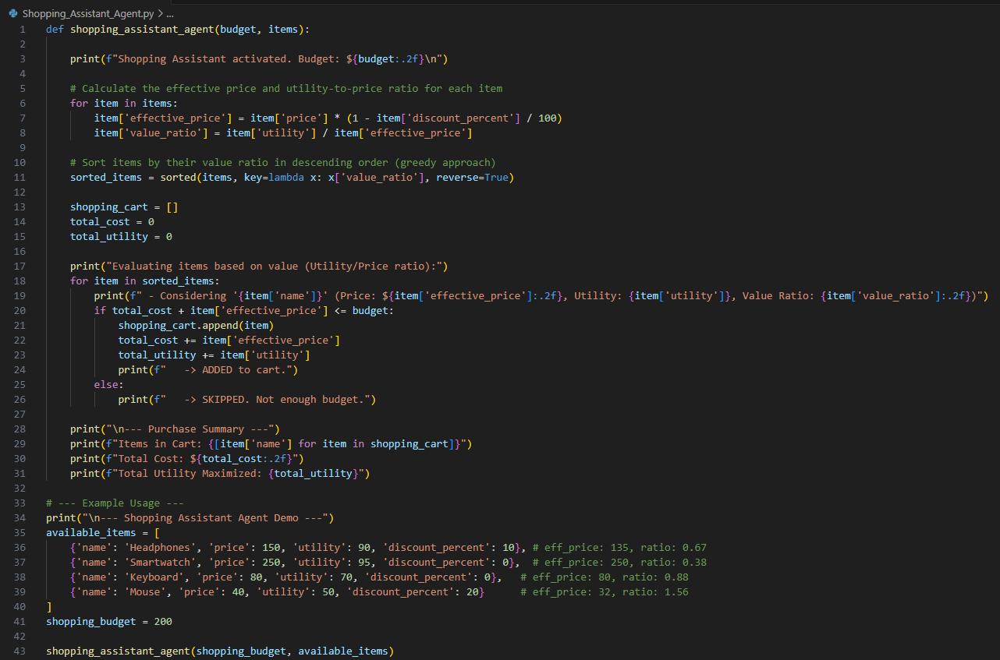 Shopping_Assistant_Agent.py > ...
1 def shopping_assistant_agent(budget, items):
2
3     print(f"Shopping Assistant activated. Budget: ${budget:.2f}\n")
4
5     # Calculate the effective price and utility-to-price ratio for each item
6     for item in items:
7         item['effective_price'] = item['price'] * (1 - item['discount_percent'] / 100)
8         item['value_ratio'] = item['utility'] / item['effective_price']
9
10     # Sort items by their value ratio in descending order (greedy approach)
11     sorted_items = sorted(items, key=lambda x: x['value_ratio'], reverse=True)
12
13     shopping_cart = []
14     total_cost = 0
15     total_utility = 0
16
17     print("Evaluating items based on value (Utility/Price ratio):")
18     for item in sorted_items:
19         print(f" - Considering '{item['name']}' (Price: ${item['effective_price']:.2f}, Utility: {item['utility']}, Value Ratio: {item['value_ratio']:.2f})")
20         if total_cost + item['effective_price'] <= budget:
21             shopping_cart.append(item)
22             total_cost += item['effective_price']
23             total_utility += item['utility']
24             print(f"   -> ADDED to cart.")
25         else:
26             print(f"   -> SKIPPED. Not enough budget.")
27
28     print("\n--- Purchase Summary ---")
29     print(f"Items in Cart: {[item['name'] for item in shopping_cart]}")
30     print(f"Total Cost: ${total_cost:.2f}")
31     print(f"Total Utility Maximized: {total_utility}")
32
33 # --- Example Usage ---
34 print("\n--- Shopping Assistant Agent Demo ---")
35 available_items = [
36     {'name': 'Headphones', 'price': 150, 'utility': 90, 'discount_percent': 10}, # eff_price: 135, ratio: 0.67
37     {'name': 'Smartwatch', 'price': 250, 'utility': 95, 'discount_percent': 0},  # eff_price: 250, ratio: 0.38
38     {'name': 'Keyboard', 'price': 80, 'utility': 70, 'discount_percent': 0},   # eff_price: 80, ratio: 0.88
39     {'name': 'Mouse', 'price': 40, 'utility': 50, 'discount_percent': 20}      # eff_price: 32, ratio: 1.56
40 ]
41 shopping_budget = 200
42
43 shopping_assistant_agent(shopping_budget, available_items)